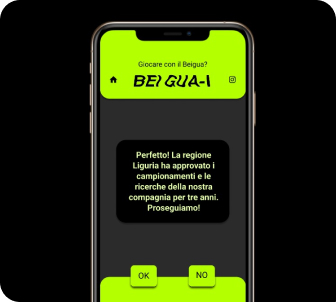 Giocare con il Beigua?
BEI GUA-I
Perfetto! La regione
Liguria ha approvato i
campionamenti e le
ricerche della nostra
compagnia per tre anni.
Proseguiamo!
OK
NO